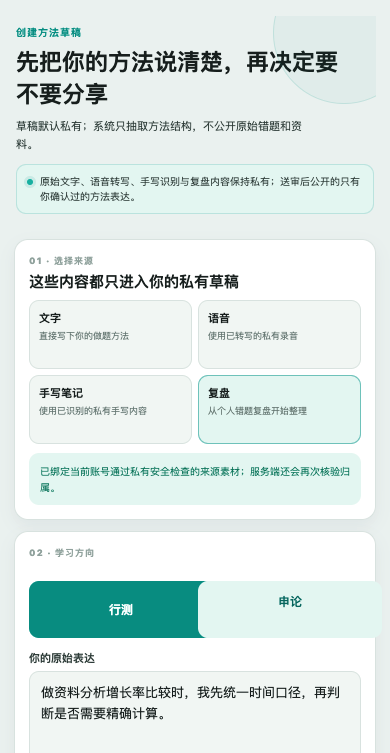 创建方法草稿
先把你的方法说清楚，再决定要
不要分享
草稿默认私有；系统只抽取方法结构，不公开原始错题和资
料。
原始文字、语音转写、手写识别与复盘内容保持私有；送审后公开的只有
你确认过的方法表达。
01 · 选择来源
这些内容都只进入你的私有草稿
文字
直接写下你的做题方法
语音
使用已转写的私有录音
手写笔记
使用已识别的私有手写内容
复盘
从个人错题复盘开始整理
已绑定当前账号通过私有安全检查的来源素材；服务端还会再次核验归
属。
02 · 学习方向
行测
申论
你的原始表达
做资料分析增长率比较时，我先统一时间口径，再判
断是否需要精确计算。